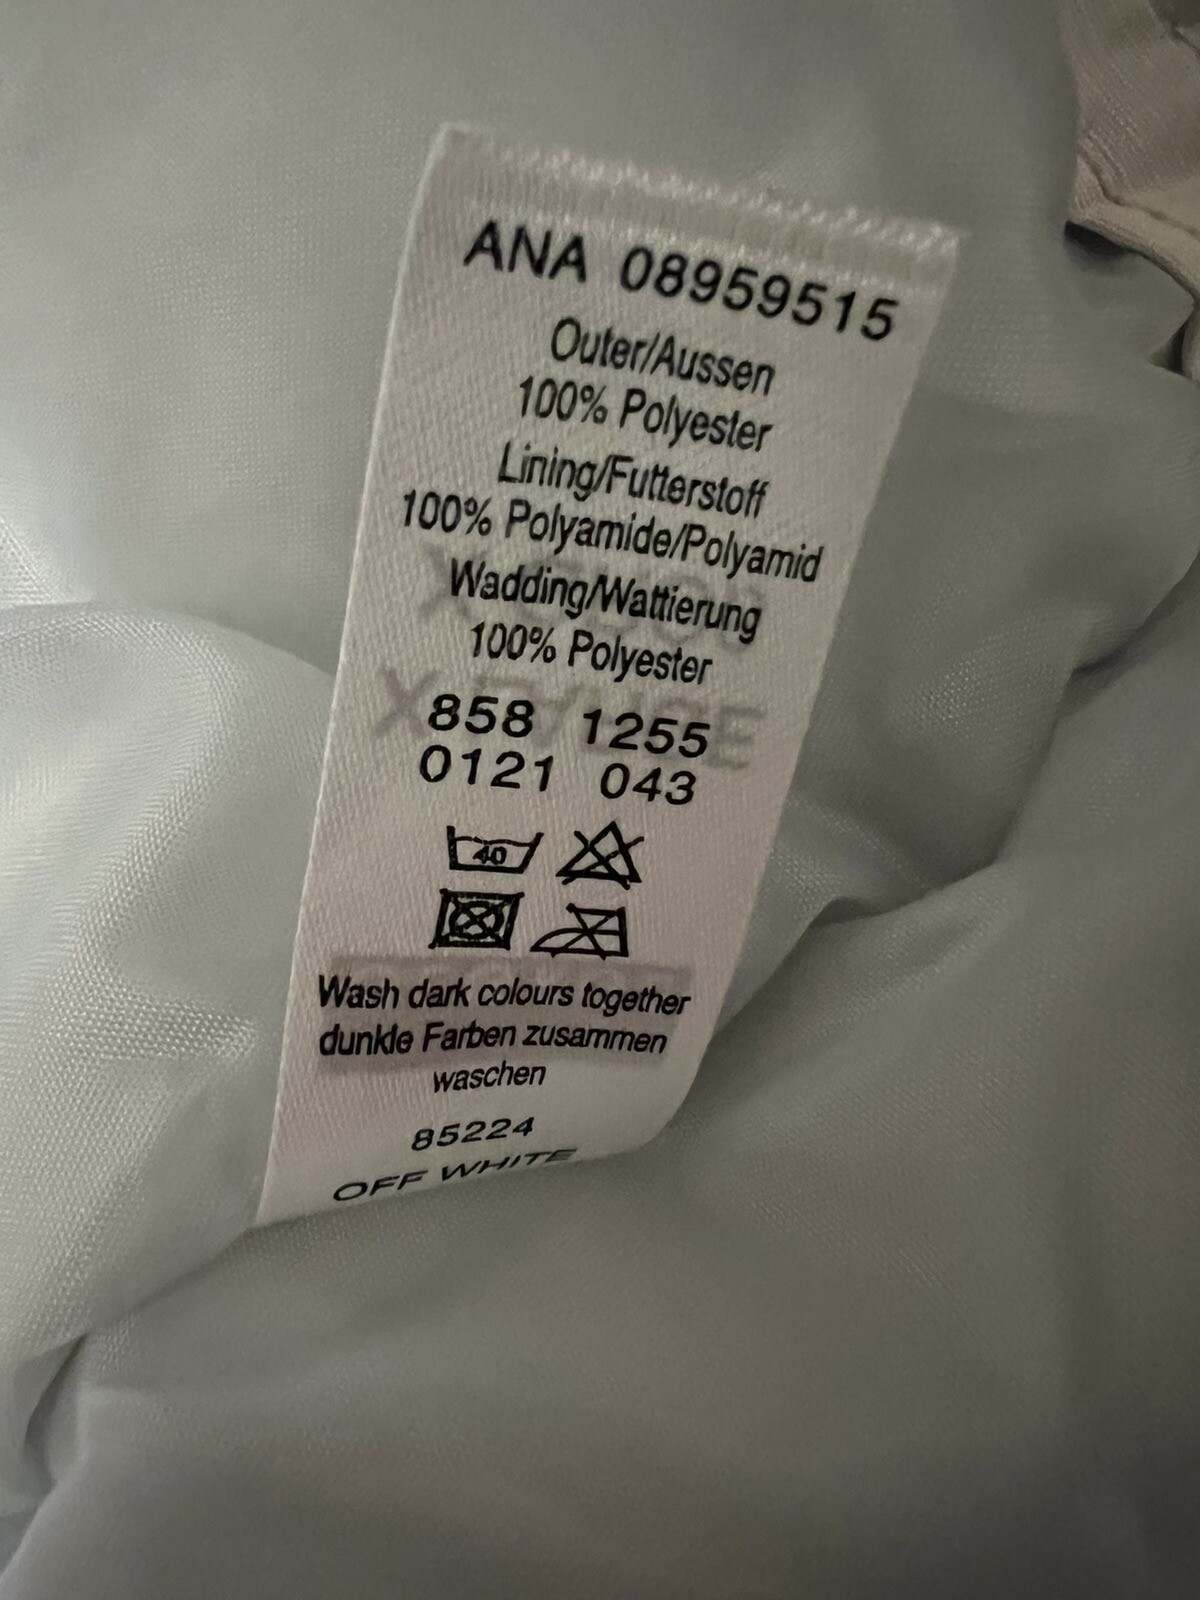 ANA 08959515
Outer/Aussen
100% Polyester
Lining/Futterstoff
100% Polyamide/Polyamid
Wadding/Wattierung
100% Polyester
858 1255
0121 043
40
Wash dark colours together
dunkle Farben zusammen
waschen
85224
OFF WHITE